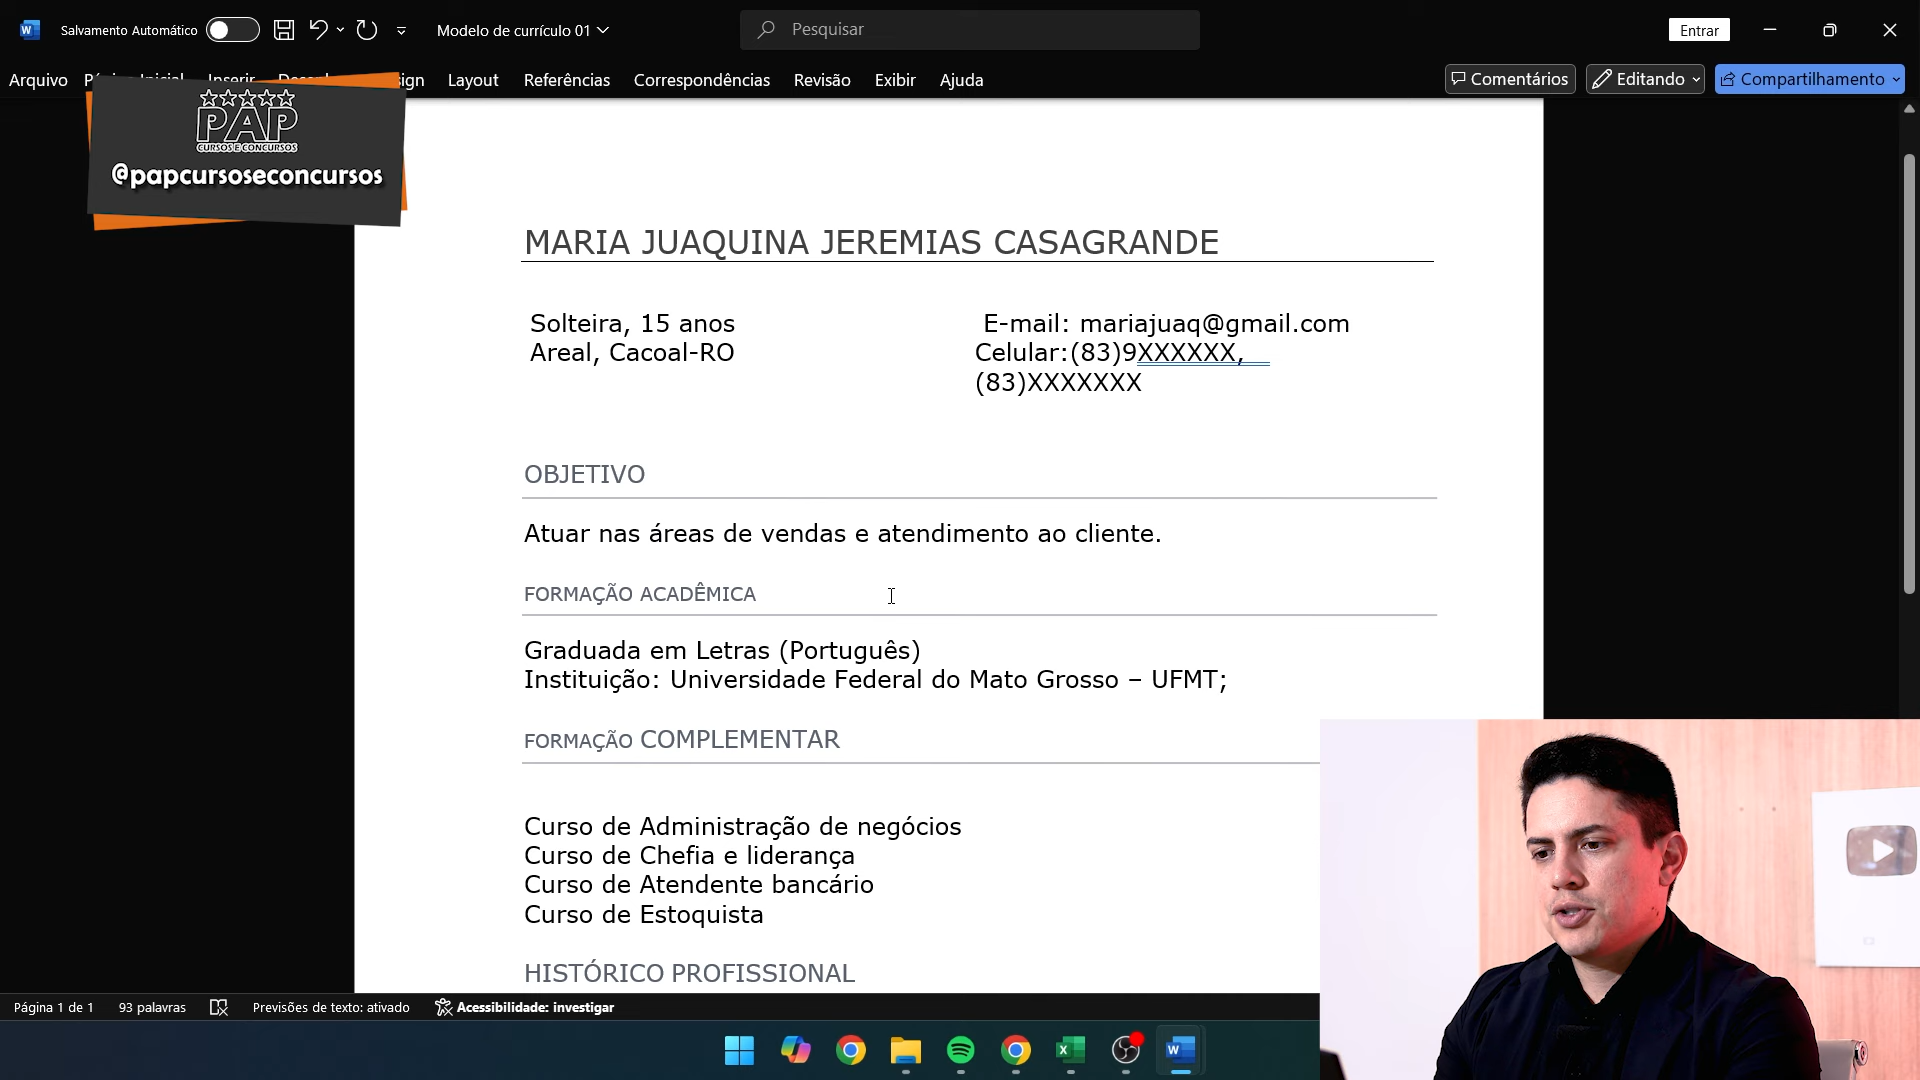 Salvamento Automático
Modelo de currículo 01
Pesquisar
Entrar
Arquivo
Layout
Referências
Correspondências
Revisão
Exibir
Ajuda
Comentários
Editando
Compartilhamento
PAP
CURSOS E CONCURSOS
@papcursoseconcursos
MARIA JUAQUINA JEREMIAS CASAGRANDE
Solteira, 15 anos
Areal, Cacoal-RO
E-mail: mariajuaq@gmail.com
Celular:(83)9XXXXXX,
(83)XXXXXXX
OBJETIVO
Atuar nas áreas de vendas e atendimento ao cliente.
FORMAÇÃO ACADÊMICA
Graduada em Letras (Português)
Instituição: Universidade Federal do Mato Grosso – UFMT;
FORMAÇÃO COMPLEMENTAR
Curso de Administração de negócios
Curso de Chefia e liderança
Curso de Atendente bancário
Curso de Estoquista
HISTÓRICO PROFISSIONAL
Página 1 de 1
93 palavras
Previsões de texto: ativado
Acessibilidade: investigar